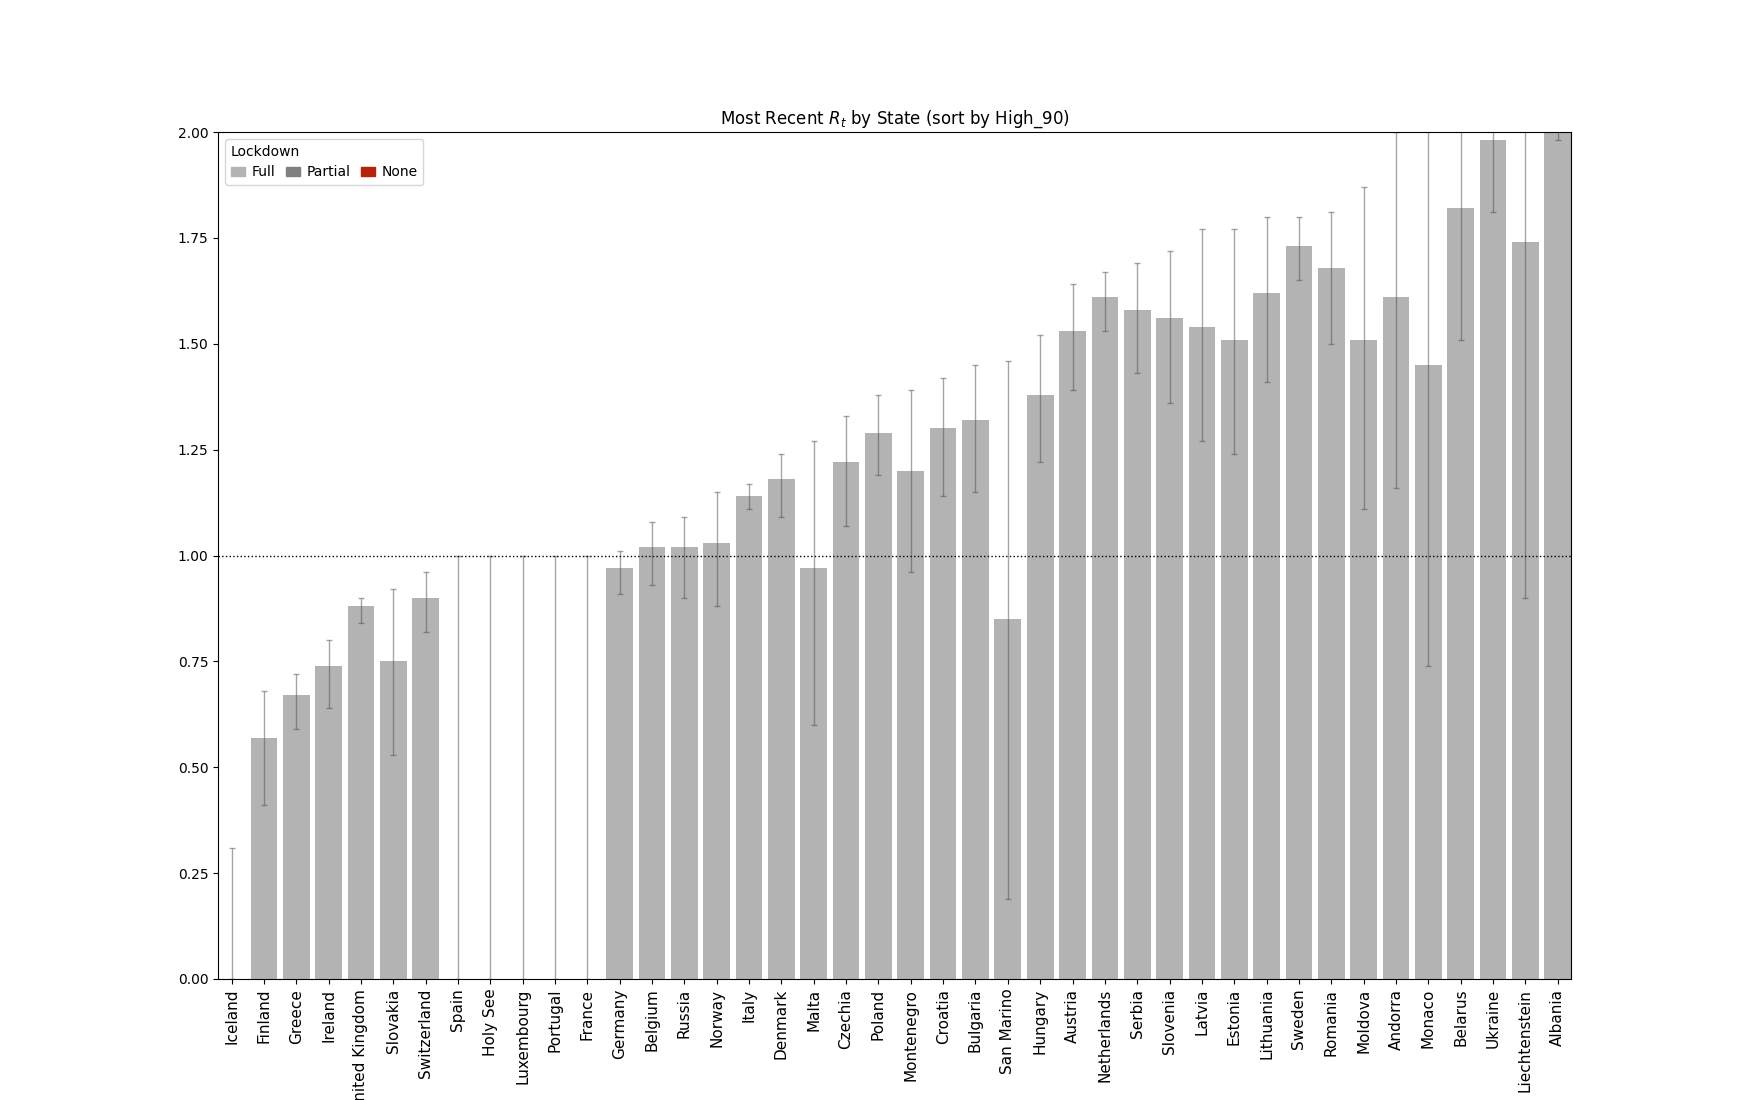 Most Recent R_t by State (sort by High_90)
Lockdown
Full Partial None
2.00
1.75
1.50
1.25
1.00
0.75
0.50
0.25
0.00
Iceland
Finland
Greece
Ireland
nited Kingdom
Slovakia
Switzerland
Spain
Holy See
Luxembourg
Portugal
France
Germany
Belgium
Russia
Norway
Italy
Denmark
Malta
Czechia
Poland
Montenegro
Croatia
Bulgaria
San Marino
Hungary
Austria
Netherlands
Serbia
Slovenia
Latvia
Estonia
Lithuania
Sweden
Romania
Moldova
Andorra
Monaco
Belarus
Ukraine
Liechtenstein
Albania